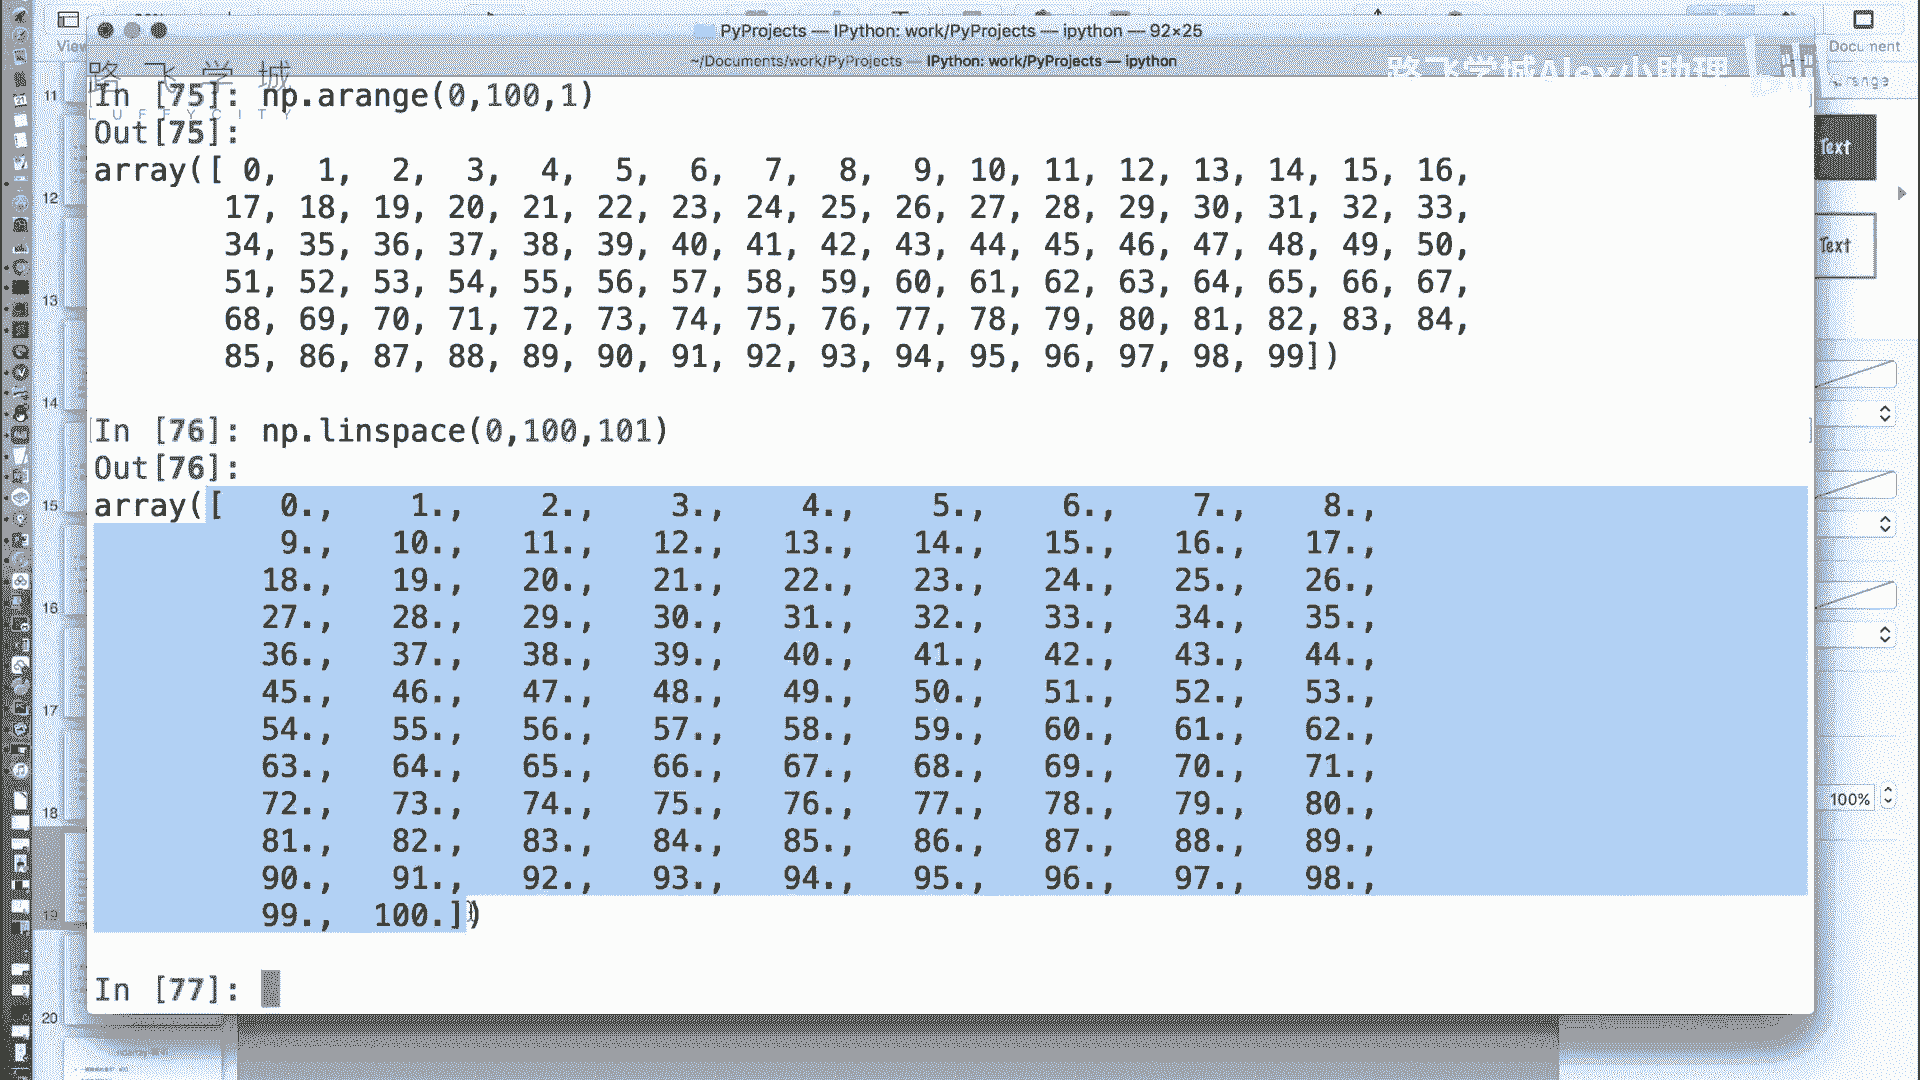 PyProjects — IPython: work/PyProjects — ipython — 92×25
View
Document
~/Documents/work/PyProjects — IPython: work/PyProjects — ipython
路飞学城
LUFFYCITY
路飞学城Alex小助理
In [75]: np.arange(0,100,1)
Out[75]:
array([ 0,  1,  2,  3,  4,  5,  6,  7,  8,  9, 10, 11, 12, 13, 14, 15, 16,
17, 18, 19, 20, 21, 22, 23, 24, 25, 26, 27, 28, 29, 30, 31, 32, 33,
34, 35, 36, 37, 38, 39, 40, 41, 42, 43, 44, 45, 46, 47, 48, 49, 50,
51, 52, 53, 54, 55, 56, 57, 58, 59, 60, 61, 62, 63, 64, 65, 66, 67,
68, 69, 70, 71, 72, 73, 74, 75, 76, 77, 78, 79, 80, 81, 82, 83, 84,
85, 86, 87, 88, 89, 90, 91, 92, 93, 94, 95, 96, 97, 98, 99])
In [76]: np.linspace(0,100,101)
Out[76]:
array([   0.,    1.,    2.,    3.,    4.,    5.,    6.,    7.,    8.,
9.,   10.,   11.,   12.,   13.,   14.,   15.,   16.,   17.,
18.,   19.,   20.,   21.,   22.,   23.,   24.,   25.,   26.,
27.,   28.,   29.,   30.,   31.,   32.,   33.,   34.,   35.,
36.,   37.,   38.,   39.,   40.,   41.,   42.,   43.,   44.,
45.,   46.,   47.,   48.,   49.,   50.,   51.,   52.,   53.,
54.,   55.,   56.,   57.,   58.,   59.,   60.,   61.,   62.,
63.,   64.,   65.,   66.,   67.,   68.,   69.,   70.,   71.,
72.,   73.,   74.,   75.,   76.,   77.,   78.,   79.,   80.,
81.,   82.,   83.,   84.,   85.,   86.,   87.,   88.,   89.,
90.,   91.,   92.,   93.,   94.,   95.,   96.,   97.,   98.,
99.,  100.])
In [77]:
11
12
13
14
15
16
17
18
19
20
Text
Text
100%